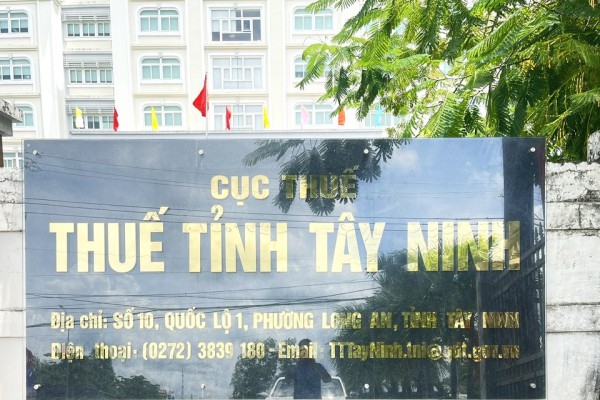 CỤC THUẾ
THUẾ TỈNH TÂY NINH
Địa chỉ: SỐ 10, QUỐC LỘ 1, PHƯỜNG LONG AN, TỈNH TÂY NINH
Điện thoại: (0272) 3839 180 - Email: TTTayNinh.tni@gdt.gov.vn